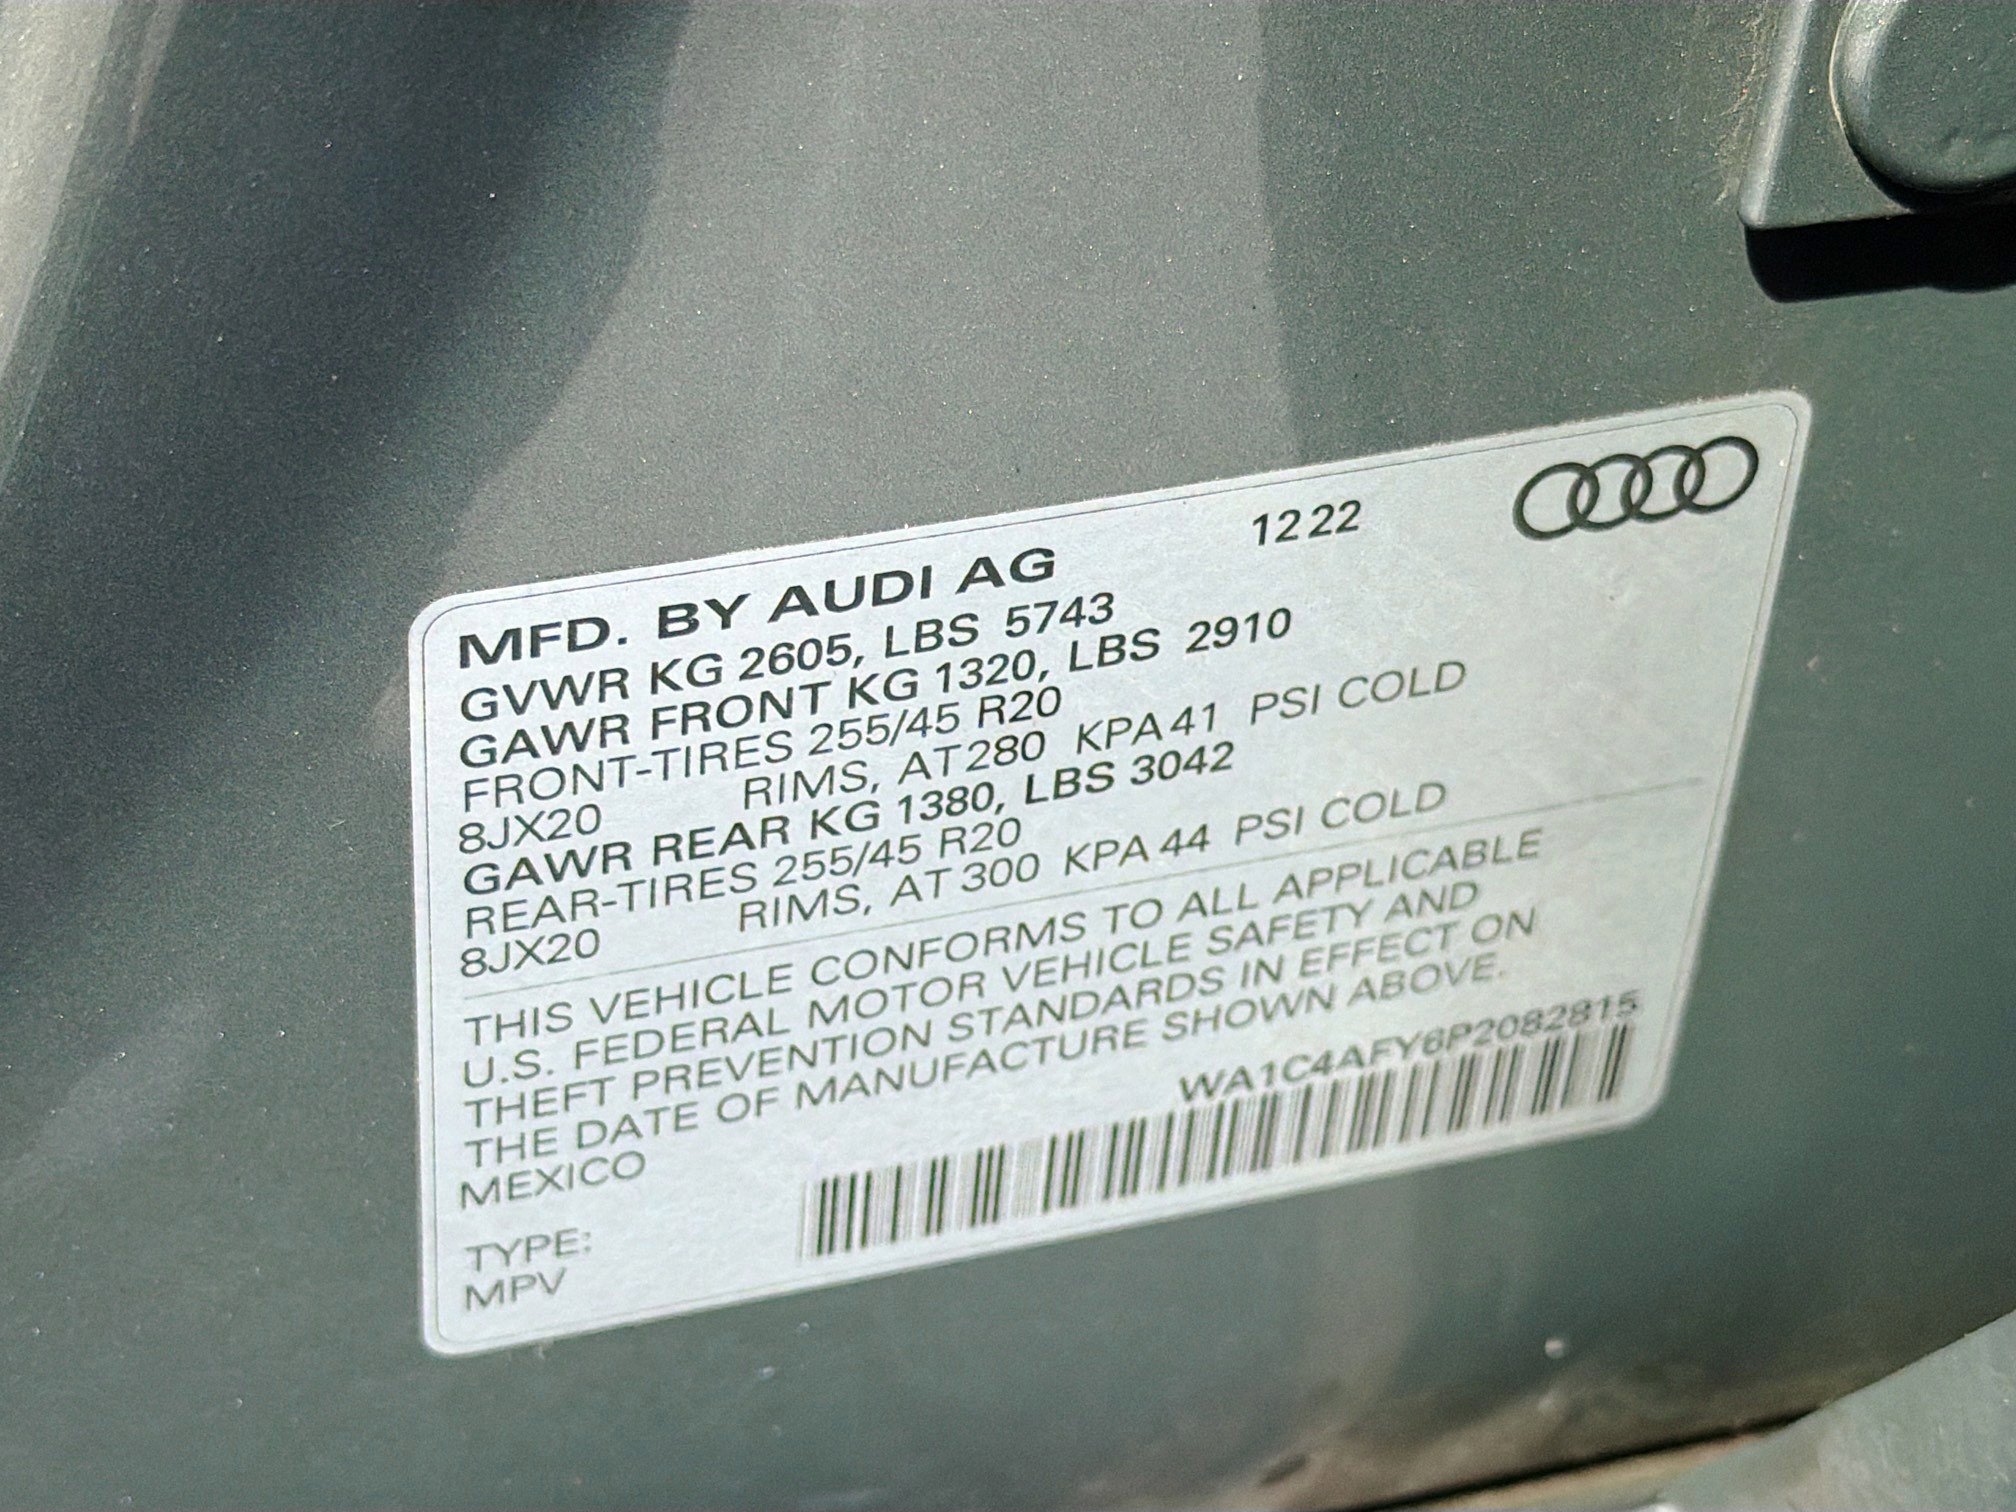 MFD. BY AUDI AG 1222
GVWR KG 2605, LBS 5743
GAWR FRONT KG 1320, LBS 2910
FRONT-TIRES 255/45 R20
8JX20 RIMS, AT 280 KPA 41 PSI COLD
GAWR REAR KG 1380, LBS 3042
REAR-TIRES 255/45 R20
8JX20 RIMS, AT 300 KPA 44 PSI COLD
THIS VEHICLE CONFORMS TO ALL APPLICABLE
U.S. FEDERAL MOTOR VEHICLE SAFETY AND
THEFT PREVENTION STANDARDS IN EFFECT ON
THE DATE OF MANUFACTURE SHOWN ABOVE.
MEXICO WA1C4AFY6P2082815
TYPE:
MPV